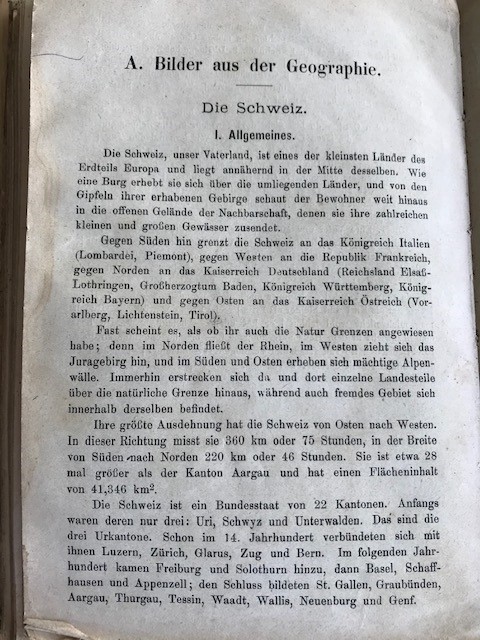 A. Bilder aus der Geographie.
Die Schweiz.
I. Allgemeines.
Die Schweiz, unser Vaterland, ist eines der kleinsten Länder des
Erdteils Europa und liegt annähernd in der Mitte desselben. Wie
eine Burg erhebt sie sich über die umliegenden Länder, und von den
Gipfeln ihrer erhabenen Gebirge schaut der Bewohner weit hinaus
in die offenen Gelände der Nachbarschaft, denen sie ihre zahlreichen
kleinen und großen Gewässer zusendet.
Gegen Süden hin grenzt die Schweiz an das Königreich Italien
(Lombardei, Piemont), gegen Westen an die Republik Frankreich,
gegen Norden an das Kaiserreich Deutschland (Reichsland Elsaß-
Lothringen, Großherzogtum Baden, Königreich Württemberg, König-
reich Bayern) und gegen Osten an das Kaiserreich Östreich (Vor-
arlberg, Lichtenstein, Tirol).
Fast scheint es, als ob ihr auch die Natur Grenzen angewiesen
habe; denn im Norden fließt der Rhein, im Westen zieht sich das
Juragebirg hin, und im Süden und Osten erheben sich mächtige Alpen-
wälle. Immerhin erstrecken sich da und dort einzelne Landesteile
über die natürliche Grenze hinaus, während auch fremdes Gebiet sich
innerhalb derselben befindet.
Ihre größte Ausdehnung hat die Schweiz von Osten nach Westen.
In dieser Richtung misst sie 360 km oder 75 Stunden, in der Breite
von Süden nach Norden 220 km oder 46 Stunden. Sie ist etwa 28
mal größer als der Kanton Aargau und hat einen Flächeninhalt
von 41,346 km².
Die Schweiz ist ein Bundesstaat von 22 Kantonen. Anfangs
waren deren nur drei: Uri, Schwyz und Unterwalden. Das sind die
drei Urkantone. Schon im 14. Jahrhundert verbündeten sich mit
ihnen Luzern, Zürich, Glarus, Zug und Bern. Im folgenden Jahr-
hundert kamen Freiburg und Solothurn hinzu, dann Basel, Schaff-
hausen und Appenzell; den Schluss bildeten St. Gallen, Graubünden,
Aargau, Thurgau, Tessin, Waadt, Wallis, Neuenburg und Genf.